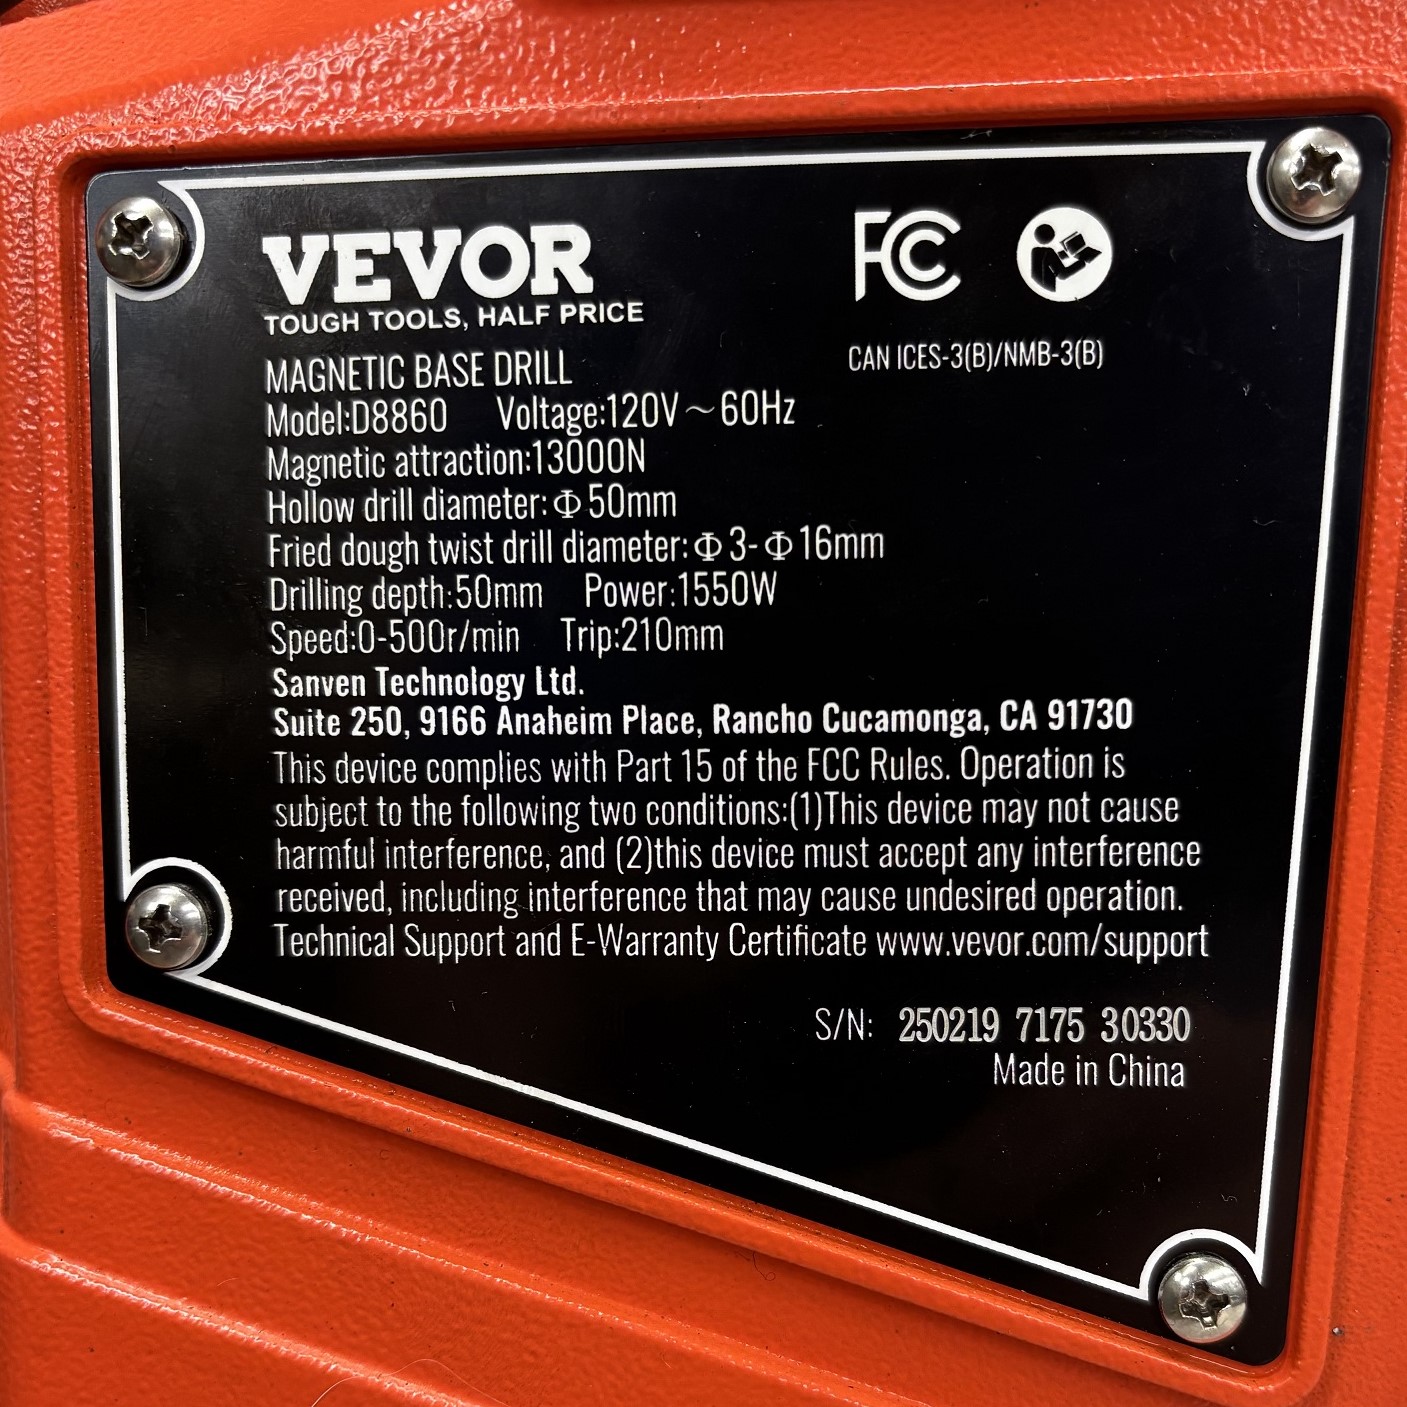 VEVOR
TOUGH TOOLS, HALF PRICE
FC
CAN ICES-3(B)/NMB-3(B)
MAGNETIC BASE DRILL
Model:D8860 Voltage:120V~60Hz
Magnetic attraction:13000N
Hollow drill diameter:Φ50mm
Fried dough twist drill diameter:Φ3-Φ16mm
Drilling depth:50mm Power:1550W
Speed:0-500r/min Trip:210mm
Sanven Technology Ltd.
Suite 250, 9166 Anaheim Place, Rancho Cucamonga, CA 91730
This device complies with Part 15 of the FCC Rules. Operation is
subject to the following two conditions:(1)This device may not cause
harmful interference, and (2)this device must accept any interference
received, including interference that may cause undesired operation.
Technical Support and E-Warranty Certificate www.vevor.com/support
S/N: 250219 7175 30330
Made in China